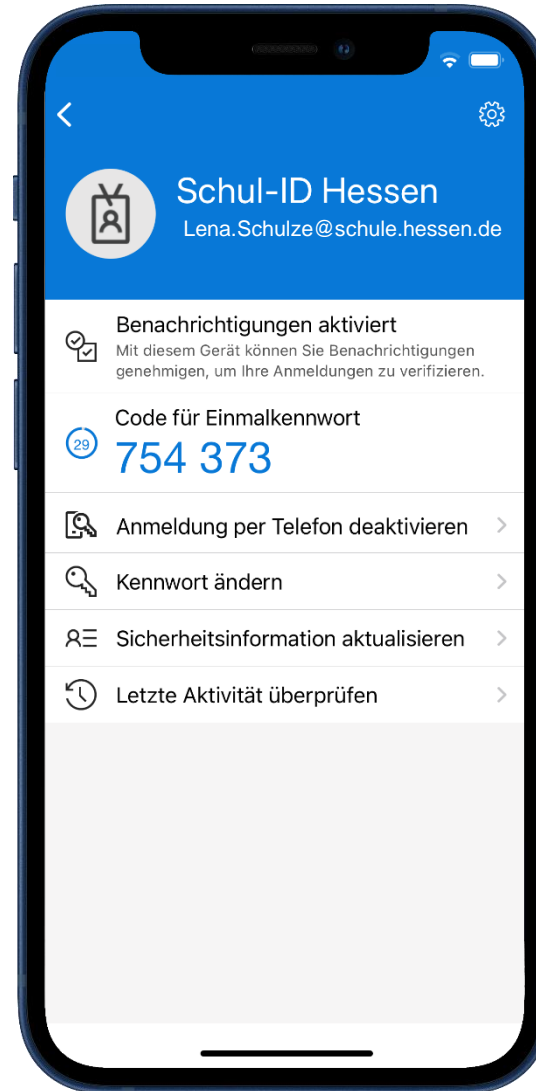 Schul-ID Hessen
Lena.Schulze@schule.hessen.de
Benachrichtigungen aktiviert
Mit diesem Gerät können Sie Benachrichtigungen
genehmigen, um Ihre Anmeldungen zu verifizieren.
Code für Einmalkennwort
29
754 373
Anmeldung per Telefon deaktivieren
Kennwort ändern
Sicherheitsinformation aktualisieren
Letzte Aktivität überprüfen